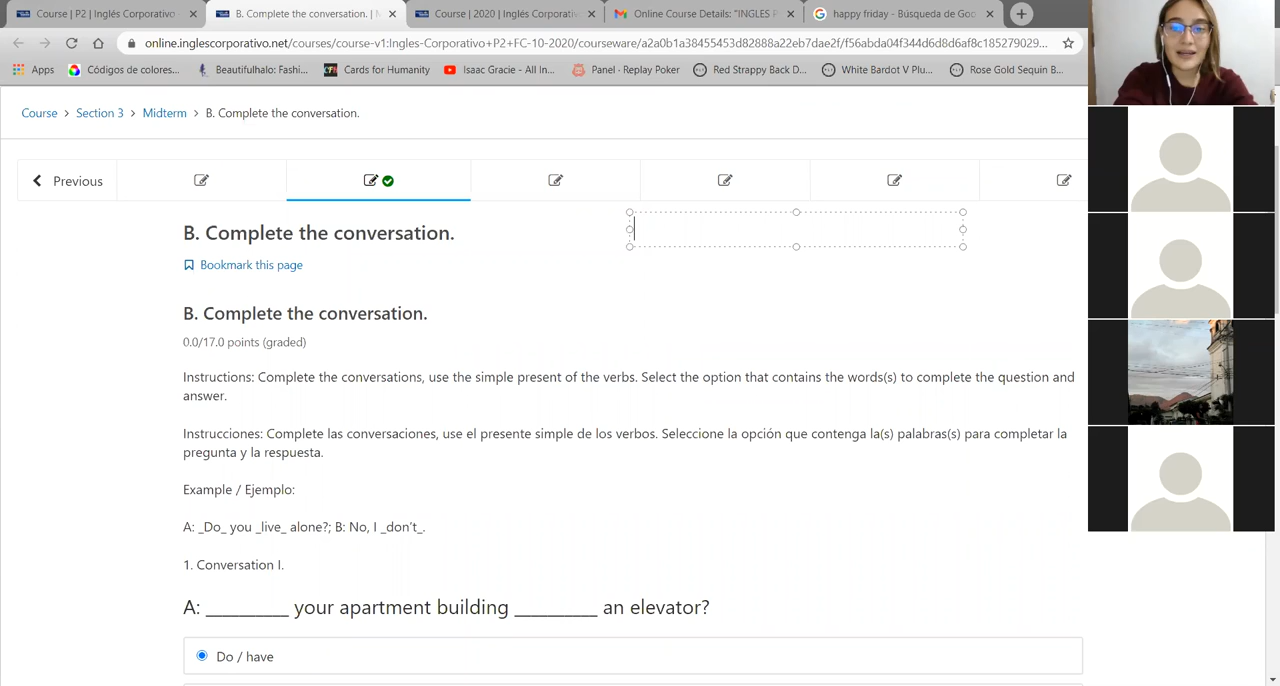 Course | P2 | Inglés Corporativo
B. Complete the conversation. |
Course | 2020 | Inglés Corporativ
Online Course Details: "INGLES P
happy friday - Búsqueda de Goo
online.inglescorporativo.net/courses/course-v1:Ingles-Corporativo+P2+FC-10-2020/courseware/a2a0b1a38455453d82888a22eb7dae2f/f56abda04f344d6d8d6af8c185279029...
Apps
Códigos de colores...
Beautifulhalo: Fashi...
Cards for Humanity
Isaac Gracie - All In...
Panel · Replay Poker
Red Strappy Back D...
White Bardot V Plu...
Rose Gold Sequin B...
Course > Section 3 > Midterm > B. Complete the conversation.
Previous
B. Complete the conversation.
Bookmark this page
B. Complete the conversation.
0.0/17.0 points (graded)
Instructions: Complete the conversations, use the simple present of the verbs. Select the option that contains the words(s) to complete the question and
answer.
Instrucciones: Complete las conversaciones, use el presente simple de los verbos. Seleccione la opción que contenga la(s) palabras(s) para completar la
pregunta y la respuesta.
Example / Ejemplo:
A: _Do_ you _live_ alone?; B: No, I _don't_.
1. Conversation I.
A: __________ your apartment building __________ an elevator?
Do / have